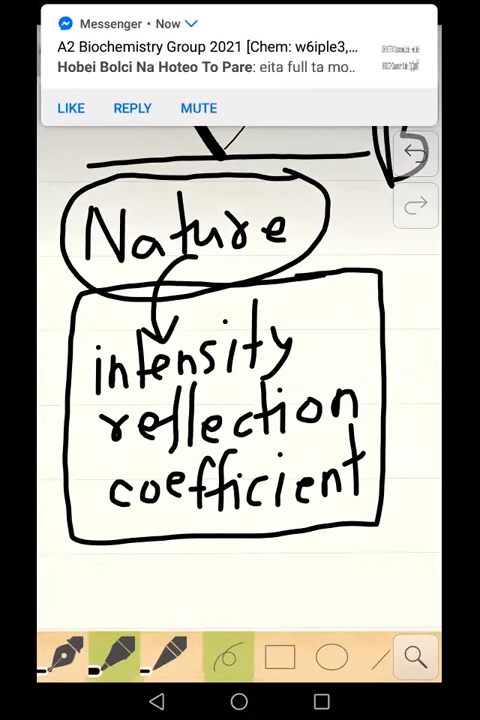 Messenger • Now
A2 Biochemistry Group 2021 [Chem: w6iple3,...
Hobei Bolci Na Hoteo To Pare: eita full ta mo..
LIKE REPLY MUTE
Nature
intensity
reflection
coefficient